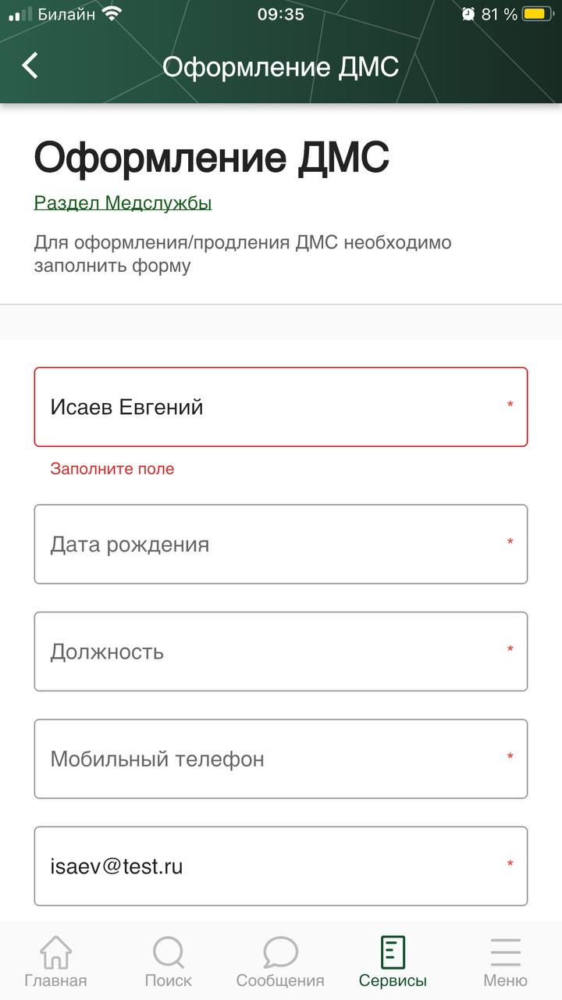 Билайн 09:35 81 %
Оформление ДМС
Оформление ДМС
Раздел Медслужбы
Для оформления/продления ДМС необходимо
заполнить форму
Исаев Евгений *
Заполните поле
Дата рождения *
Должность *
Мобильный телефон *
isaev@test.ru *
Главная Поиск Сообщения Сервисы Меню